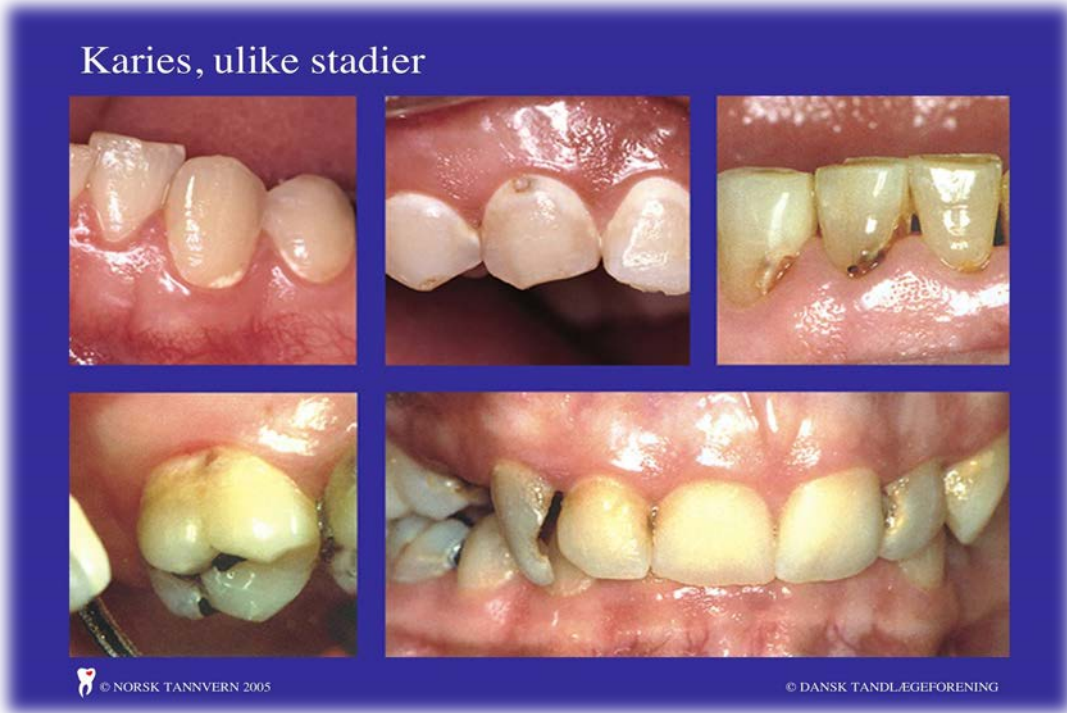 Karies, ulike stadier
© NORSK TANNVERN 2005
© DANSK TANDLÆGEFORENING